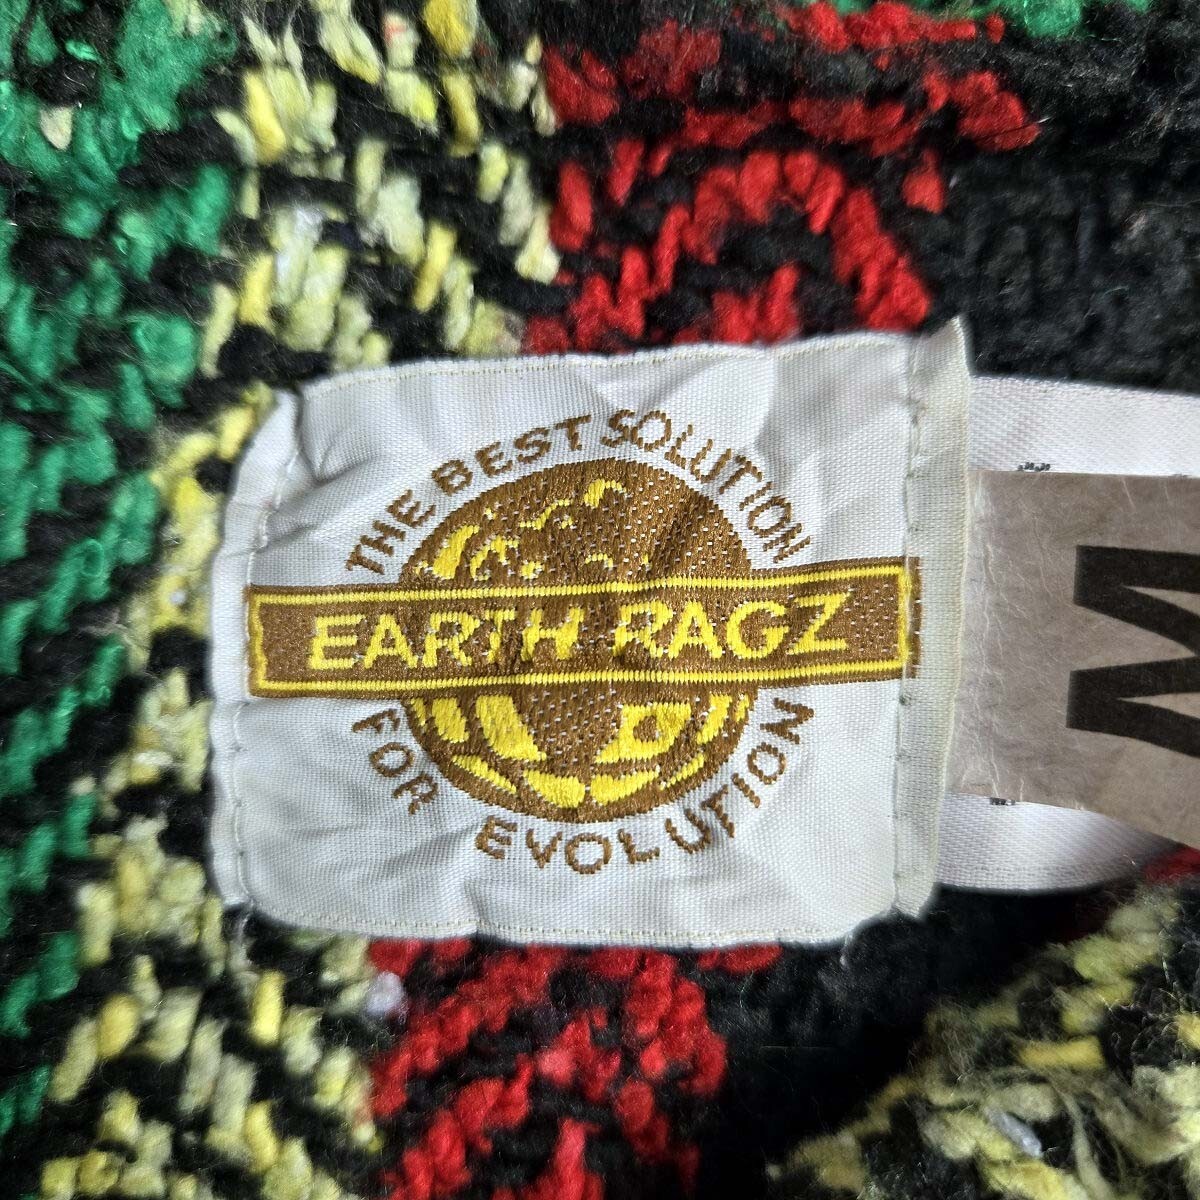 THE BEST SOLUTION
EARTH RAGZ
FOR EVOLUTION
M